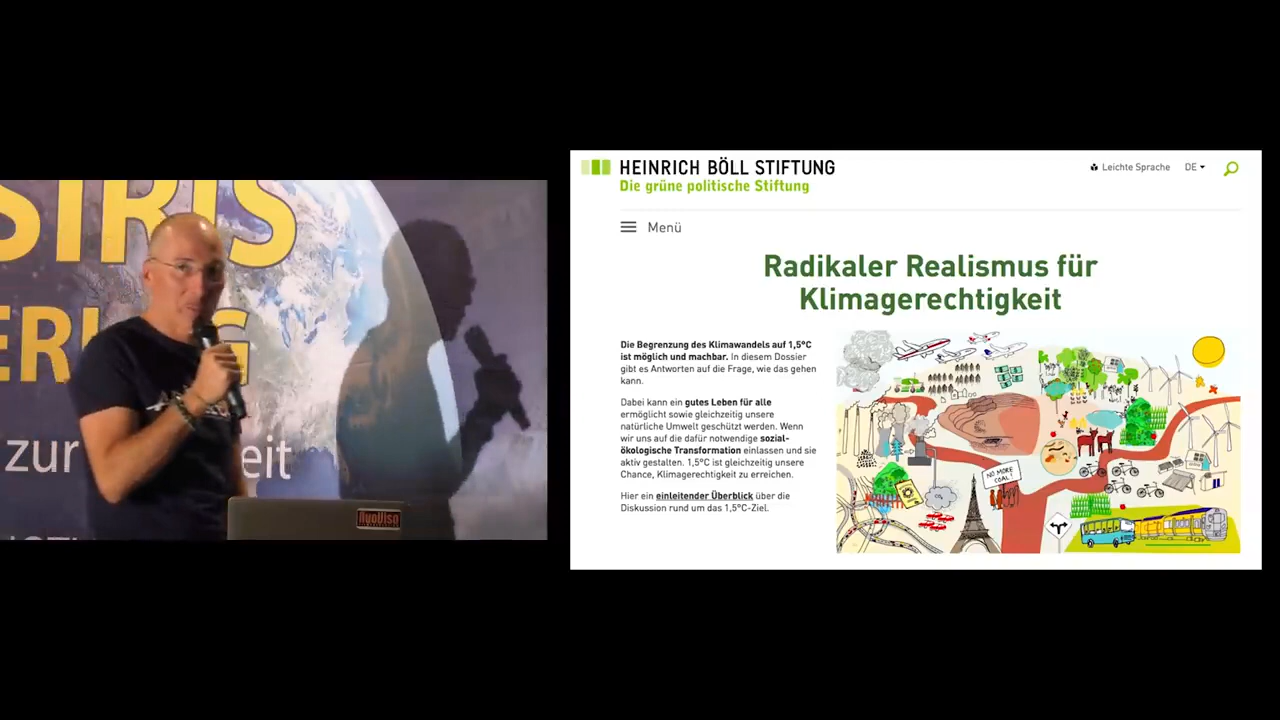 STRIS
zur
eit
NuoViso
HEINRICH BÖLL STIFTUNG
Die grüne politische Stiftung
Leichte Sprache
DE
Menü
Radikaler Realismus für
Klimagerechtigkeit
Die Begrenzung des Klimawandels auf 1,5°C
ist möglich und machbar. In diesem Dossier
gibt es Antworten auf die Frage, wie das gehen
kann.
Dabei kann ein gutes Leben für alle
ermöglicht sowie gleichzeitig unsere
natürliche Umwelt geschützt werden. Wenn
wir uns auf die dafür notwendige sozial-
ökologische Transformation einlassen und sie
aktiv gestalten. 1,5°C ist gleichzeitig unsere
Chance, Klimagerechtigkeit zu erreichen.
Hier ein einleitender Überblick über die
Diskussion rund um das 1,5°C-Ziel.
NO MORE
COAL!